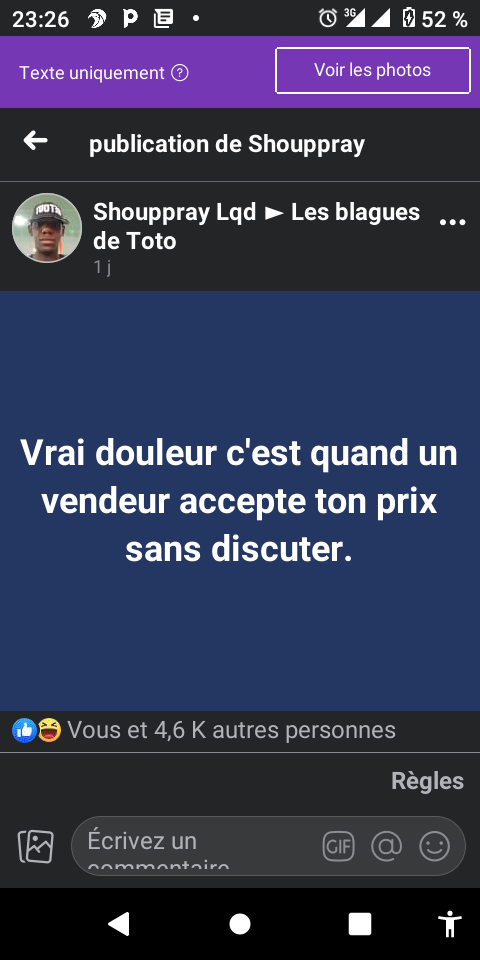 23:26
3G
52 %
Texte uniquement ?
Voir les photos
publication de Shouppray
Shouppray Lqd ► Les blagues
de Toto
1 j
Vrai douleur c'est quand un
vendeur accepte ton prix
sans discuter.
Vous et 4,6 K autres personnes
Règles
Écrivez un
commentaire
GIF @